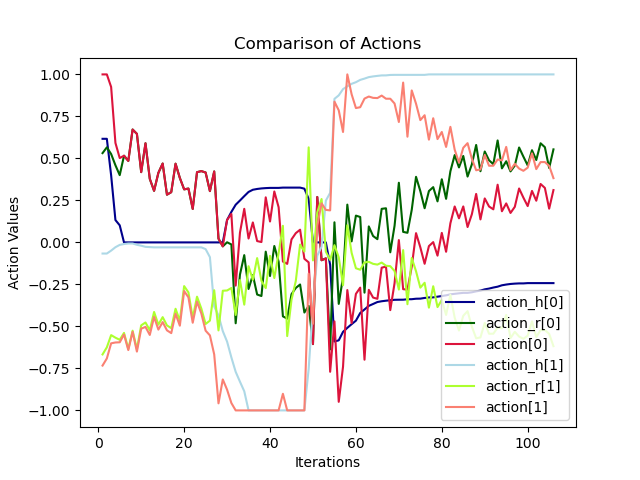 Comparison of Actions
Action Values
1.00
0.75
0.50
0.25
0.00
−0.25
−0.50
−0.75
−1.00
0
20
40
60
80
100
Iterations
action_h[0]
action_r[0]
action[0]
action_h[1]
action_r[1]
action[1]